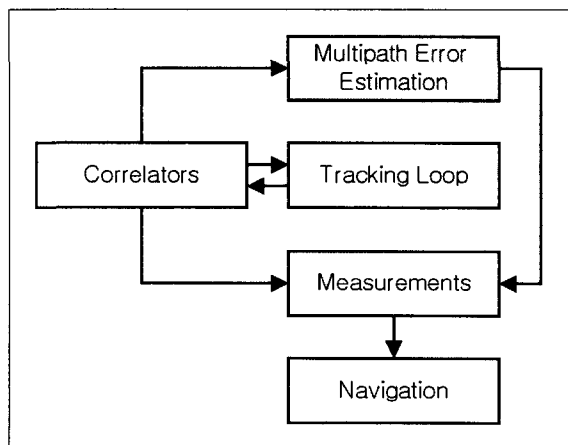 Multipath Error
Estimation
Correlators
Tracking Loop
Measurements
Navigation